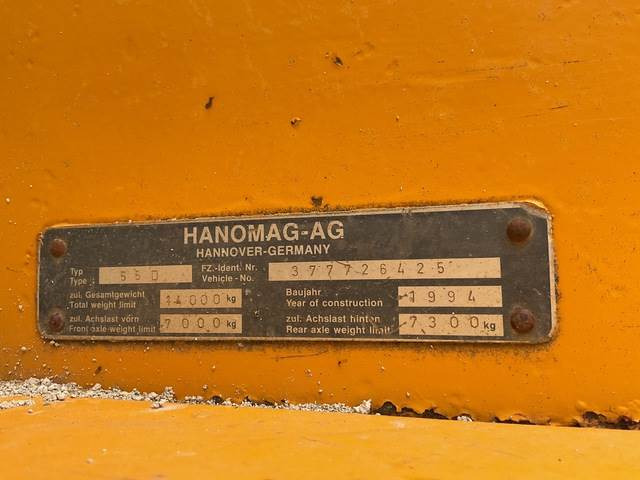 HANOMAG-AG
HANNOVER-GERMANY
Typ
Type : 55D
FZ.-Ident. Nr.
Vehicle - No. 377726425
zul. Gesamtgewicht
Total weight limit 14000 kg
Baujahr
Year of construction 1994
zul. Achslast vorn
Front axle weight limit 7000 kg
zul. Achslast hinten
Rear axle weight limit 7300 kg